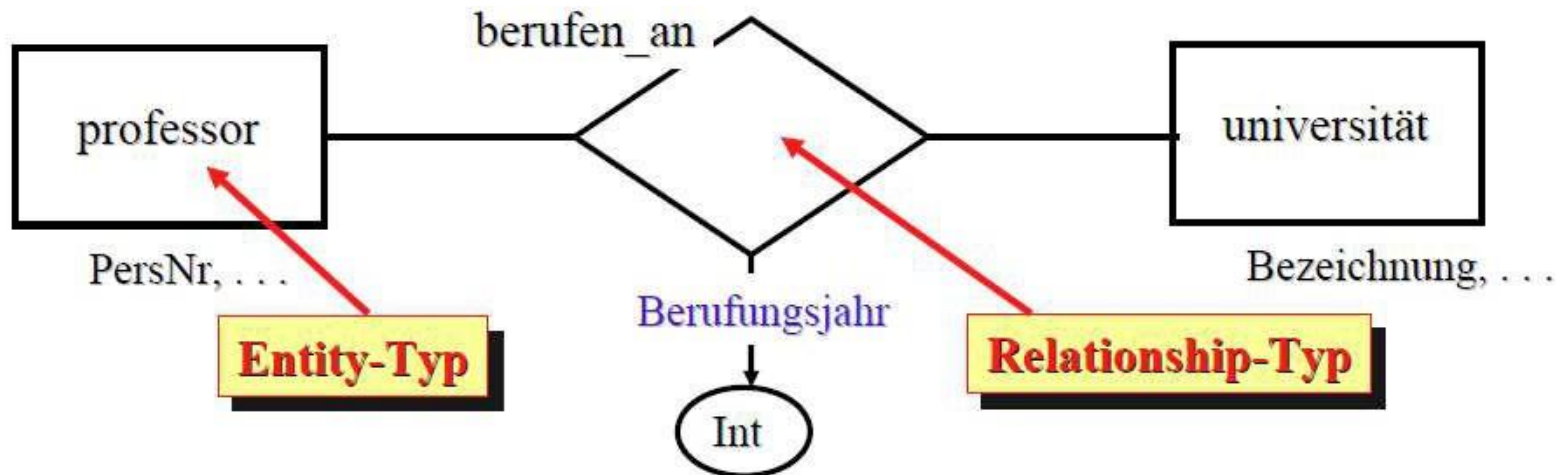 berufen_an
professor
universität
PersNr, . . .
Bezeichnung, . . .
Berufungsjahr
Entity-Typ
Relationship-Typ
Int